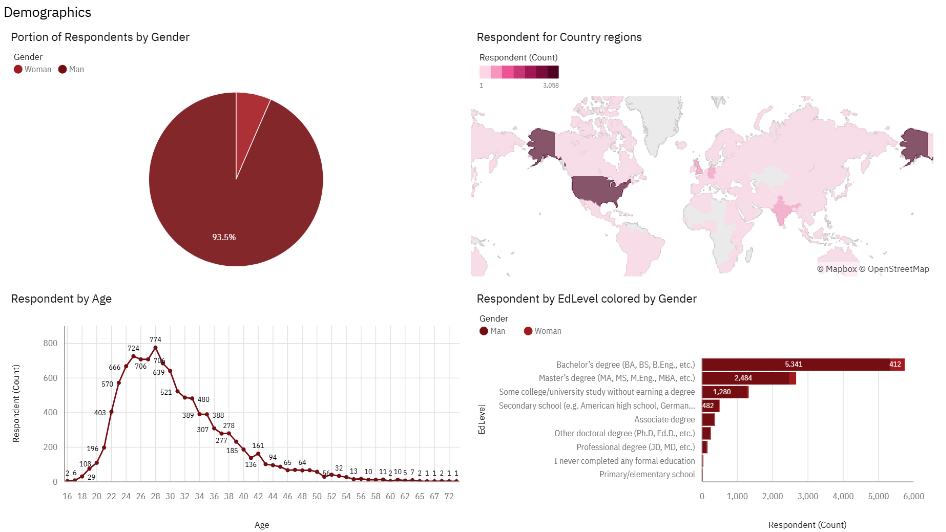 Demographics
Portion of Respondents by Gender
Gender
Woman Man
93.5%
Respondent for Country regions
Respondent (Count)
1 3,098
© Mapbox © OpenStreetMap
Respondent by Age
Respondent (Count)
800
600
400
200
0
2 6 29 108 196 403 570 666 724 706 774 706 639 521 389 480 307 388 277 278 185 136 161 94 65 64 56 32 13 10 11 2 10 5 7 2 1 1 2 1 1
16 18 20 22 24 26 28 30 32 34 36 38 40 42 44 46 48 50 52 54 56 58 60 62 65 67 72
Age
Respondent by EdLevel colored by Gender
Gender
Man Woman
EdLevel
Bachelor's degree (BA, BS, B.Eng., etc.) 5,341 412
Master's degree (MA, MS, M.Eng., MBA, etc.) 2,484
Some college/university study without earning a degree 1,280
Secondary school (e.g. American high school, German... 482
Associate degree
Other doctoral degree (Ph.D, Ed.D., etc.)
Professional degree (JD, MD, etc.)
I never completed any formal education
Primary/elementary school
0 1,000 2,000 3,000 4,000 5,000 6,000
Respondent (Count)